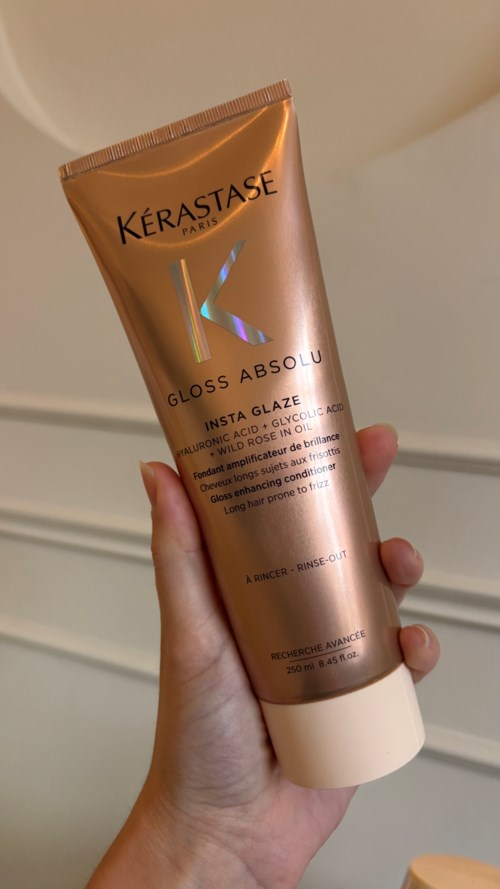 KÉRASTASE
PARIS
K
GLOSS ABSOLU
INSTA GLAZE
HYALURONIC ACID + GLYCOLIC ACID
+ WILD ROSE IN OIL
Fondant amplificateur de brillance
Cheveux longs sujets aux frisottis
Gloss enhancing conditioner
Long hair prone to frizz
À RINCER - RINSE-OUT
RECHERCHE AVANCÉE
250 ml 8.45 fl.oz.